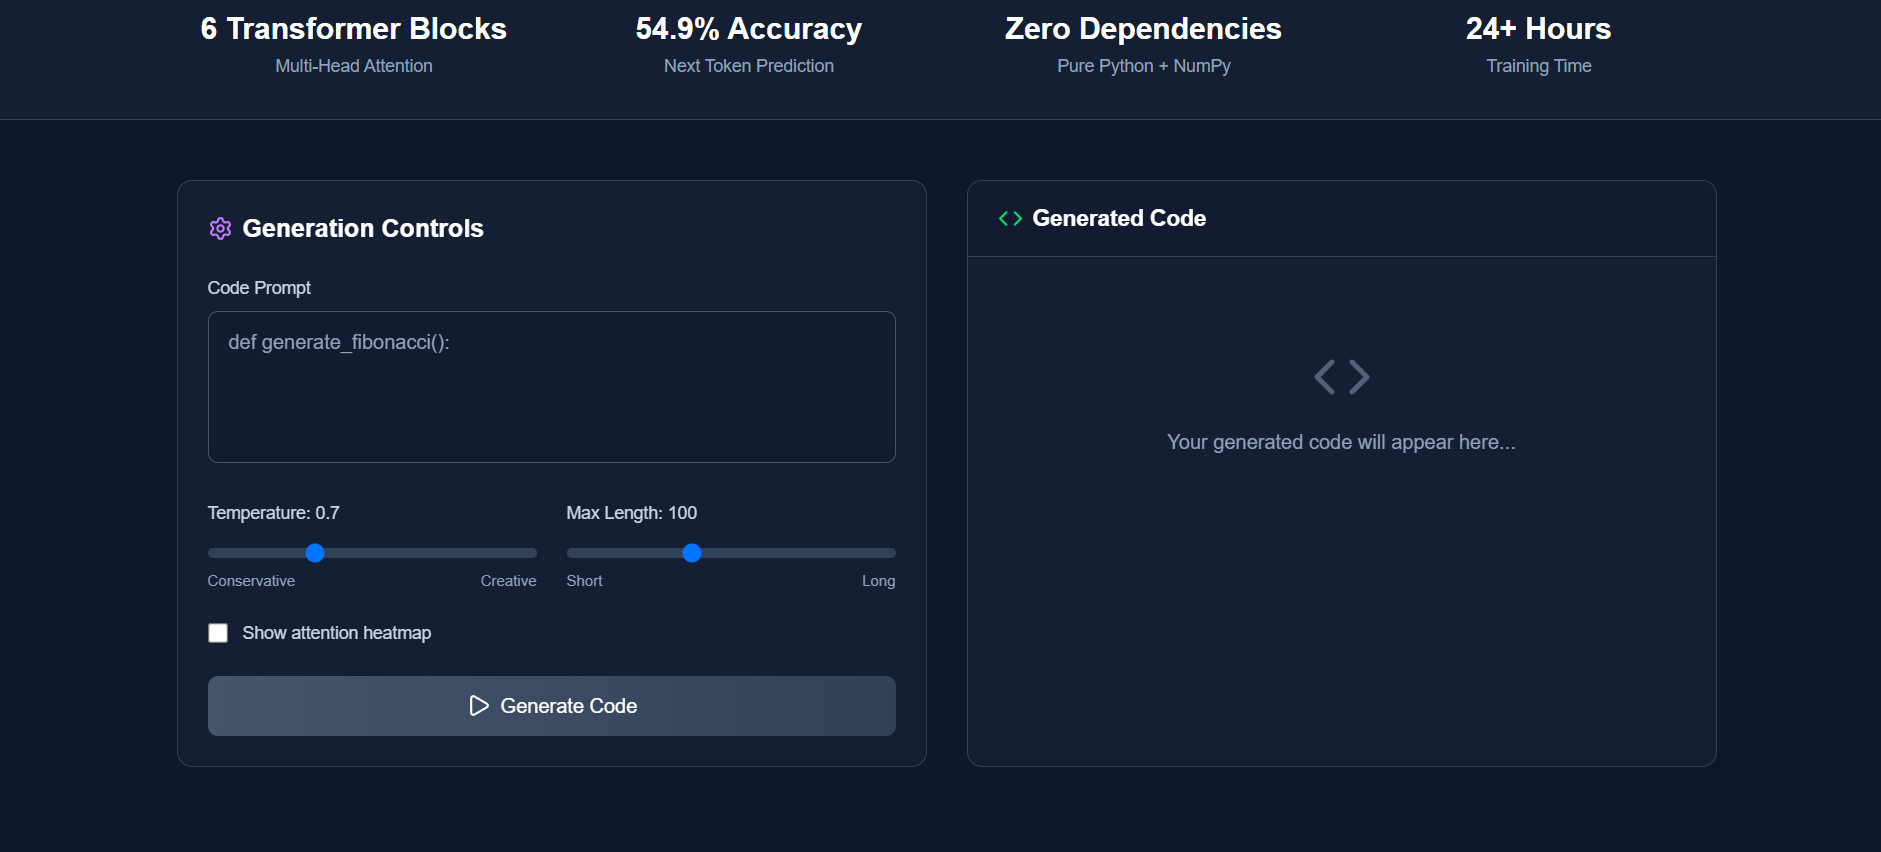 6 Transformer Blocks
Multi-Head Attention
54.9% Accuracy
Next Token Prediction
Zero Dependencies
Pure Python + NumPy
24+ Hours
Training Time
Generation Controls
Code Prompt
def generate_fibonacci():
Temperature: 0.7
Conservative
Creative
Max Length: 100
Short
Long
Show attention heatmap
Generate Code
Generated Code
Your generated code will appear here...